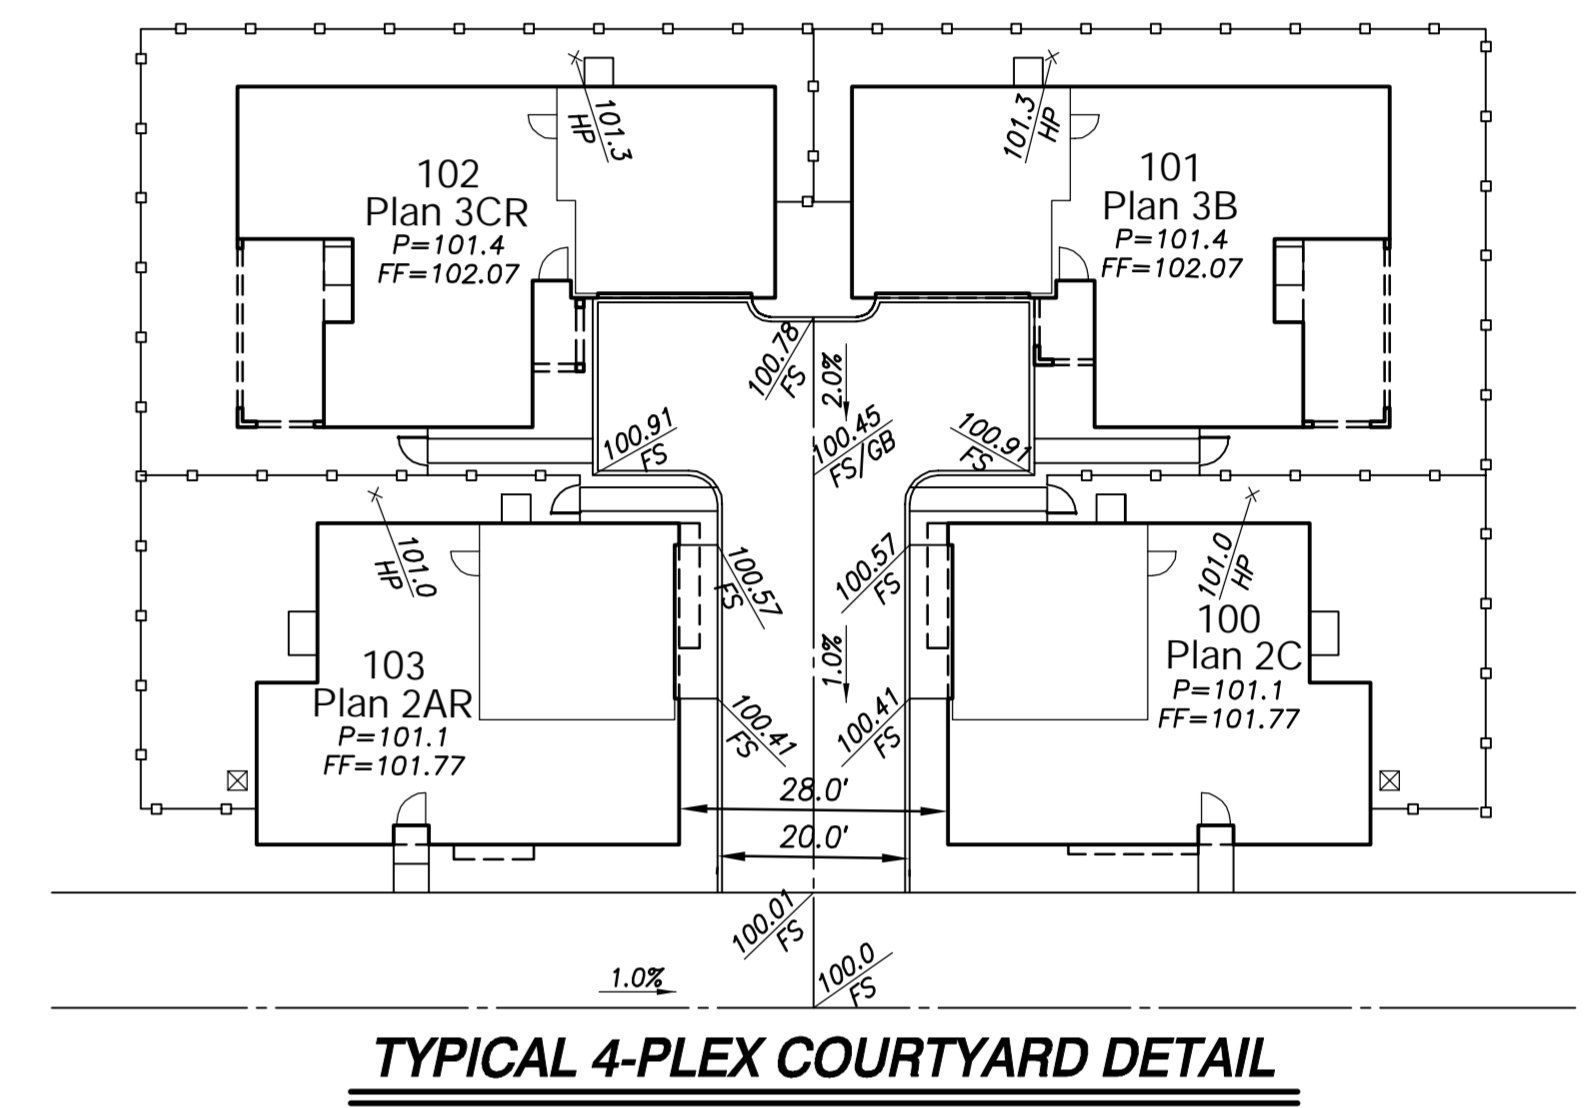 101.3
HP
101.3
HP
102
Plan 3CR
P=101.4
FF=102.07
101
Plan 3B
P=101.4
FF=102.07
100.78
FS
2.0%
100.91
FS
100.45
FS/GB
100.91
FS
101.0
HP
100.57
FS
100.57
FS
101.0
HP
103
Plan 2AR
P=101.1
FF=101.77
1.0%
100
Plan 2C
P=101.1
FF=101.77
100.41
FS
100.41
FS
28.0'
20.0'
100.01
FS
1.0%
100.0
FS
TYPICAL 4-PLEX COURTYARD DETAIL